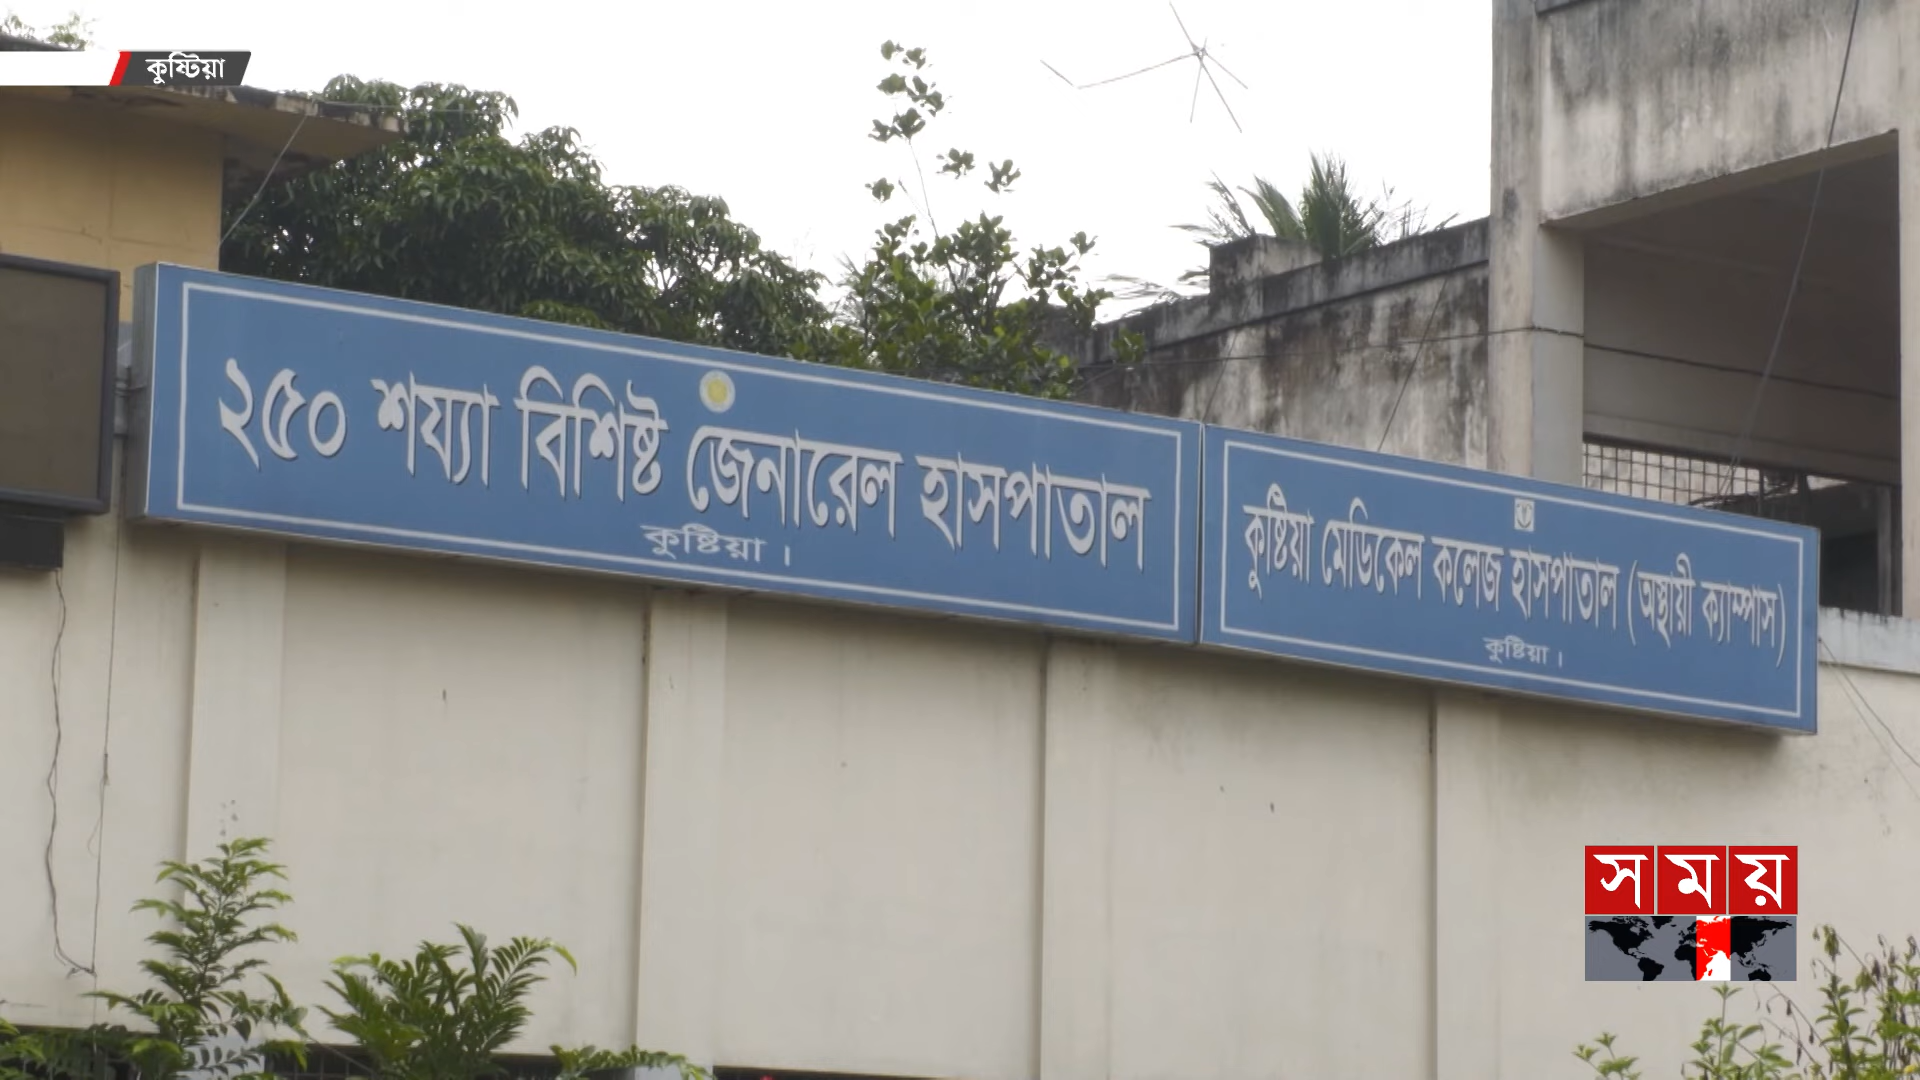 কুষ্টিয়া
২৫০ শয্যা বিশিষ্ট জেনারেল হাসপাতাল
কুষ্টিয়া।
কুষ্টিয়া মেডিকেল কলেজ হাসপাতাল (অস্থায়ী ক্যাম্পাস)
কুষ্টিয়া।
সময়